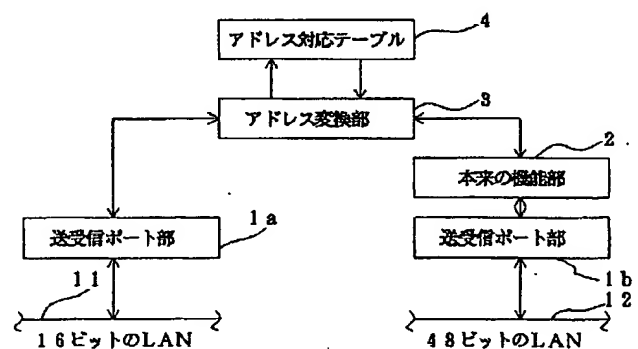 アドレス対応テーブル
4
アドレス変換部
3
2
本来の機能部
送受信ポート部
1a
送受信ポート部
1b
11
12
16ビットのLAN
48ビットのLAN